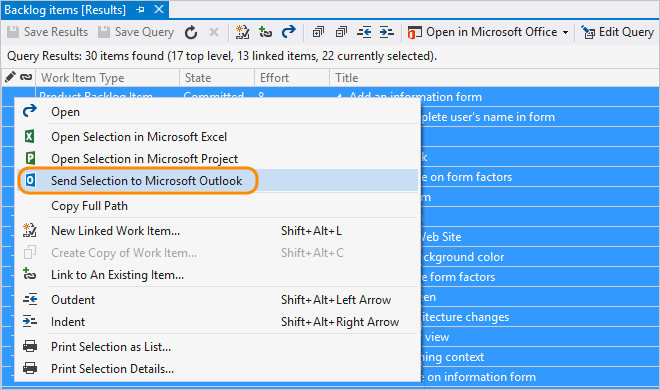 Backlog items [Results]
Save Results Save Query Open in Microsoft Office Edit Query
Query Results: 30 items found (17 top level, 13 linked items, 22 currently selected).
Work Item Type State Effort Title
Product Backlog Item Committed 8 Add an information form
Open
plete user's name in form
Open Selection in Microsoft Excel
Open Selection in Microsoft Project
k
Send Selection to Microsoft Outlook
e on form factors
Copy Full Path
m
New Linked Work Item... Shift+Alt+L
Web Site
Create Copy of Work Item... Shift+Alt+C
ackground color
Link to An Existing Item...
e form factors
Outdent Shift+Alt+Left Arrow
en
Indent Shift+Alt+Right Arrow
itecture changes
view
Print Selection as List...
ning context
Print Selection Details...
e on information form